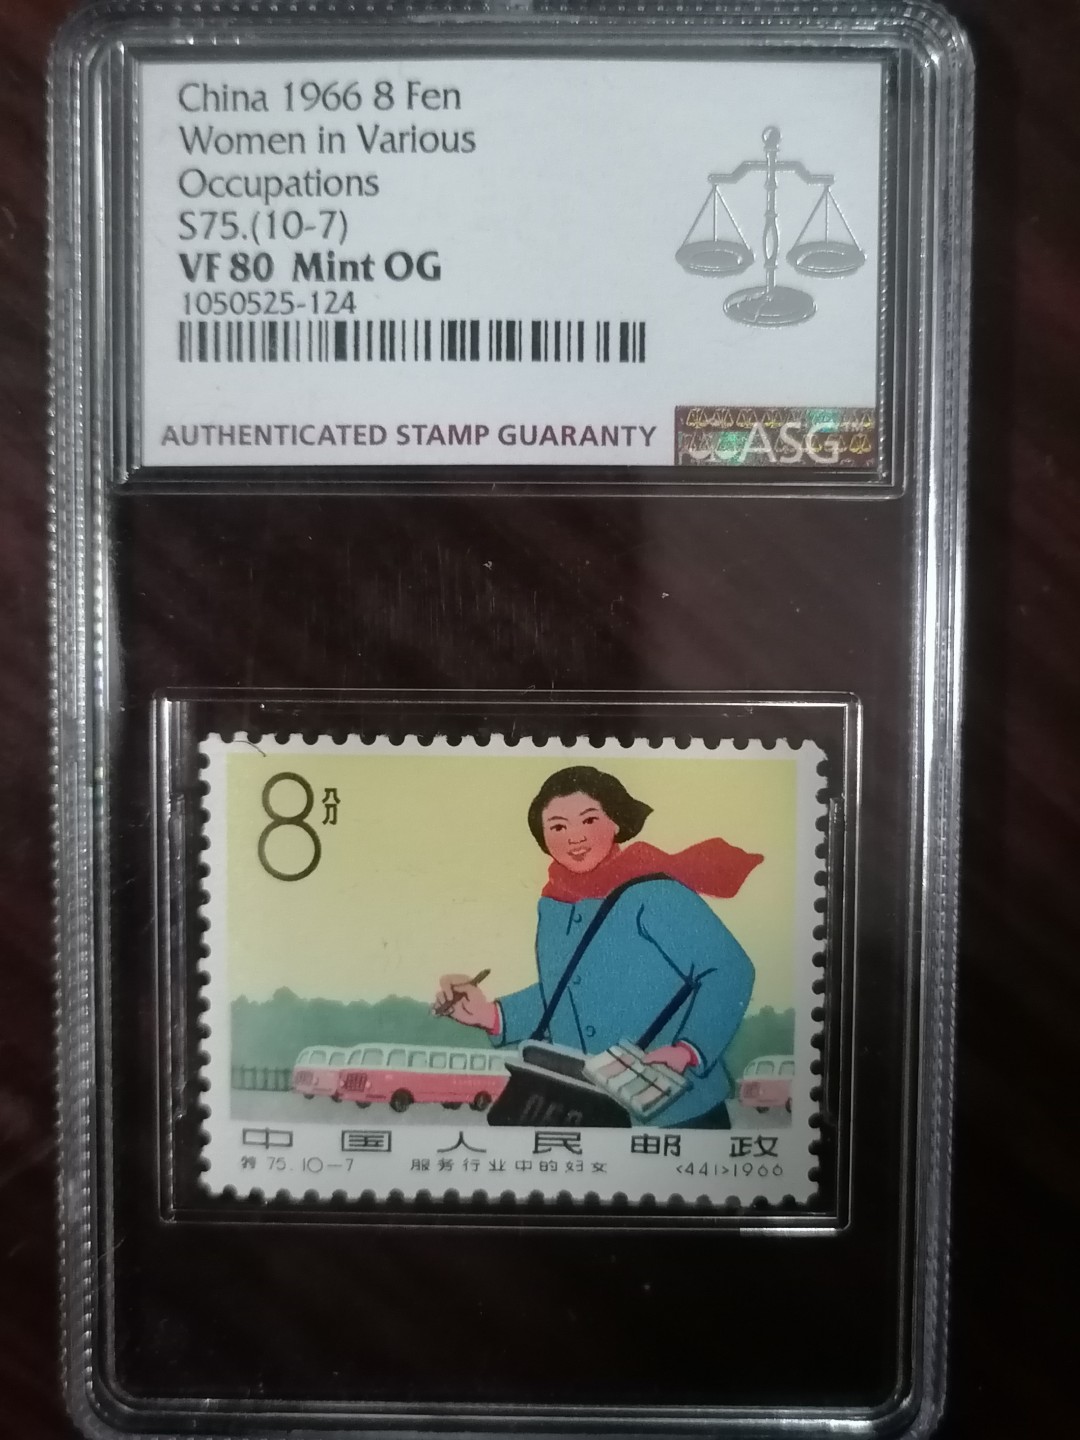 China 1966 8 Fen
Women in Various
Occupations
S75.(10-7)
VF 80 Mint OG
1050525-124
AUTHENTICATED STAMP GUARANTY
ASG
8 八分
中国人民邮政
特 75.10-7 服务行业中的妇女 <441>1966